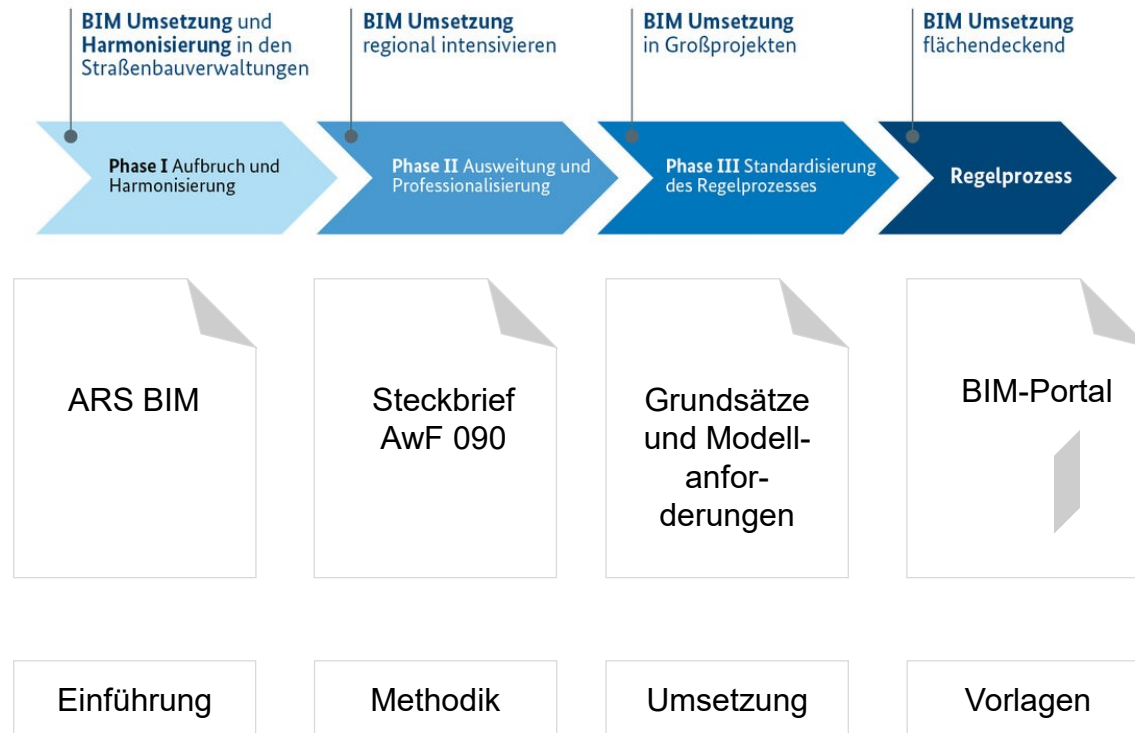 BIM Umsetzung und
Harmonisierung in den
Straßenbauverwaltungen
BIM Umsetzung
regional intensivieren
BIM Umsetzung
in Großprojekten
BIM Umsetzung
flächendeckend
Phase I Aufbruch und
Harmonisierung
Phase II Ausweitung und
Professionalisierung
Phase III Standardisierung
des Regelprozesses
Regelprozess
ARS BIM
Steckbrief
AwF 090
Grundsätze
und Modell-
anfor-
derungen
BIM-Portal
Einführung
Methodik
Umsetzung
Vorlagen